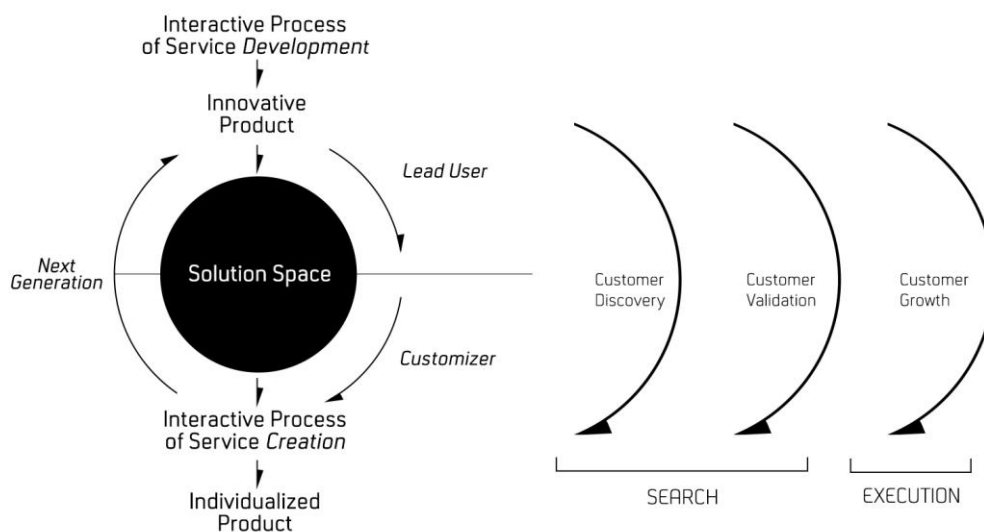 Interactive Process
of Service Development
Innovative
Product
Lead User
Next
Generation
Solution Space
Customizer
Interactive Process
of Service Creation
Individualized
Product
Customer
Discovery
Customer
Validation
Customer
Growth
SEARCH
EXECUTION